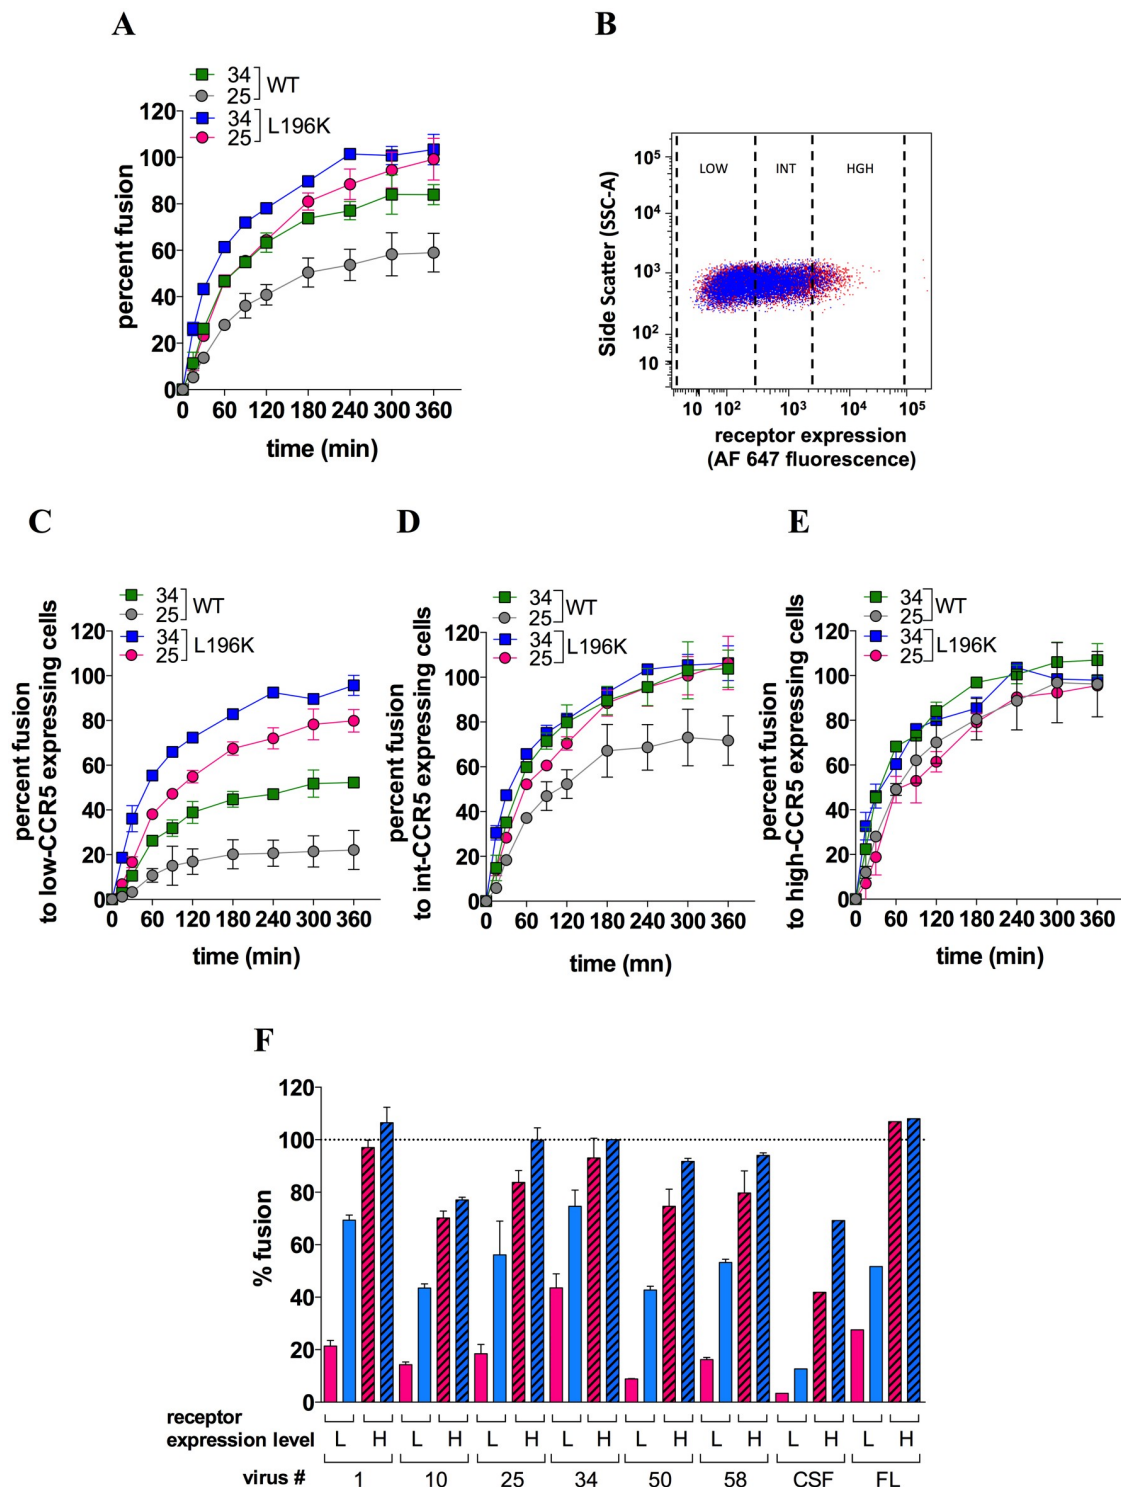 A
34
25
WT
34
25
L196K
percent fusion
120
100
80
60
40
20
0
0 60 120 180 240 300 360
time (min)
B
LOW INT HGH
Side Scatter (SSC-A)
10⁵
10⁴
10³
10²
10
10 10² 10³ 10⁴ 10⁵
receptor expression
(AF 647 fluorescence)
C
34
25
WT
34
25
L196K
percent fusion
to low-CCR5 expressing cells
120
100
80
60
40
20
0
0 60 120 180 240 300 360
time (min)
D
34
25
WT
34
25
L196K
percent fusion
to int-CCR5 expressing cells
120
100
80
60
40
20
0
0 60 120 180 240 300 360
time (mn)
E
34
25
WT
34
25
L196K
percent fusion
to high-CCR5 expressing cells
120
100
80
60
40
20
0
0 60 120 180 240 300 360
time (min)
F
% fusion
120
100
80
60
40
20
0
receptor
expression level L H L H L H L H L H L H L H L H
virus # 1 10 25 34 50 58 CSF FL